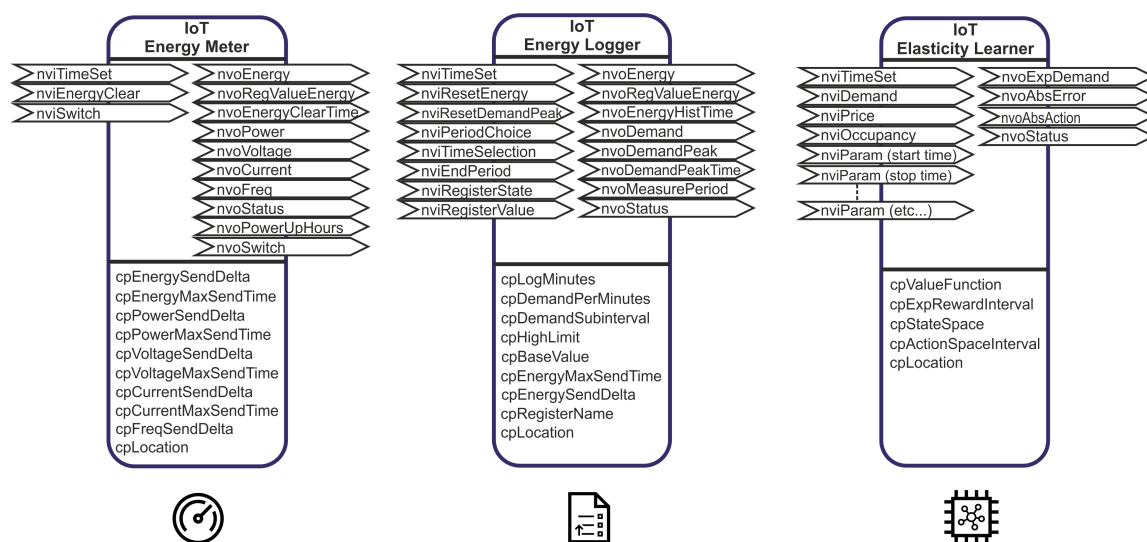 IoT
Energy Meter
nviTimeSet
nviEnergyClear
nviSwitch
nvoEnergy
nvoRegValueEnergy
nvoEnergyClearTime
nvoPower
nvoVoltage
nvoCurrent
nvoFreq
nvoStatus
nvoPowerUpHours
nvoSwitch
cpEnergySendDelta
cpEnergyMaxSendTime
cpPowerSendDelta
cpPowerMaxSendTime
cpVoltageSendDelta
cpVoltageMaxSendTime
cpCurrentSendDelta
cpCurrentMaxSendTime
cpFreqSendDelta
cpLocation
IoT
Energy Logger
nviTimeSet
nviResetEnergy
nviResetDemandPeak
nviPeriodChoice
nviTimeSelection
nviEndPeriod
nviRegisterState
nviRegisterValue
nvoEnergy
nvoRegValueEnergy
nvoEnergyHistTime
nvoDemand
nvoDemandPeak
nvoDemandPeakTime
nvoMeasurePeriod
nvoStatus
cpLogMinutes
cpDemandPerMinutes
cpDemandSubinterval
cpHighLimit
cpBaseValue
cpEnergyMaxSendTime
cpEnergySendDelta
cpRegisterName
cpLocation
IoT
Elasticity Learner
nviTimeSet
nviDemand
nviPrice
nviOccupancy
nviParam (start time)
nviParam (stop time)
nviParam (etc...)
nvoExpDemand
nvoAbsError
nvoAbsAction
nvoStatus
cpValueFunction
cpExpRewardInterval
cpStateSpace
cpActionSpaceInterval
cpLocation